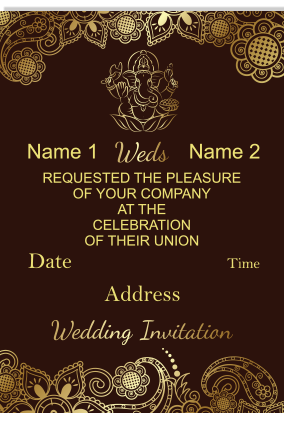 Name 1 Weds Name 2
REQUESTED THE PLEASURE
OF YOUR COMPANY
AT THE
CELEBRATION
OF THEIR UNION
Date Time
Address
Wedding Invitation